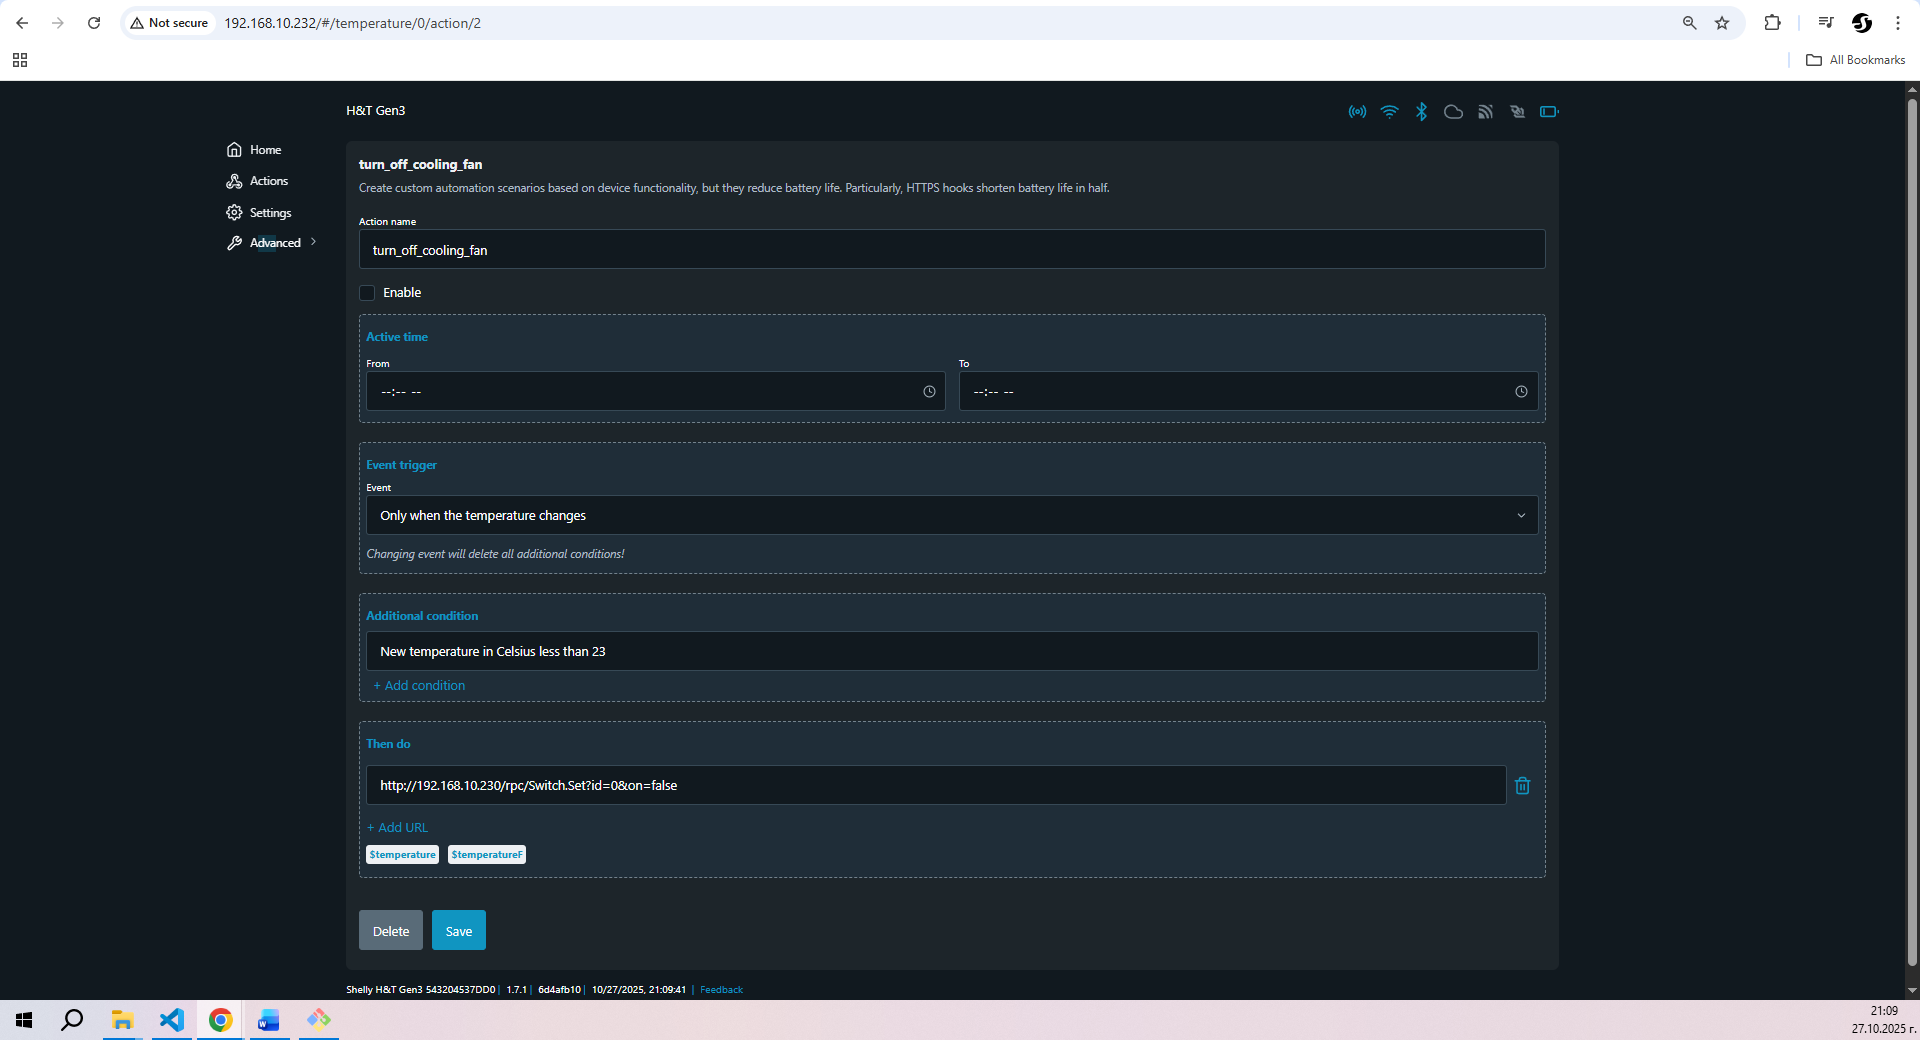 Not secure
192.168.10.232/#/temperature/0/action/2
All Bookmarks
H&T Gen3
Home
Actions
Settings
Advanced
turn_off_cooling_fan
Create custom automation scenarios based on device functionality, but they reduce battery life. Particularly, HTTPS hooks shorten battery life in half.
Action name
turn_off_cooling_fan
Enable
Active time
From
To
--:-- --
--:-- --
Event trigger
Event
Only when the temperature changes
Changing event will delete all additional conditions!
Additional condition
New temperature in Celsius less than 23
+ Add condition
Then do
http://192.168.10.230/rpc/Switch.Set?id=0&on=false
+ Add URL
$temperature $temperatureF
Delete Save
Shelly H&T Gen3 543204537DD0 | 1.7.1 | 6d4afb10 | 10/27/2025, 21:09:41 | Feedback
21:09
27.10.2025 г.